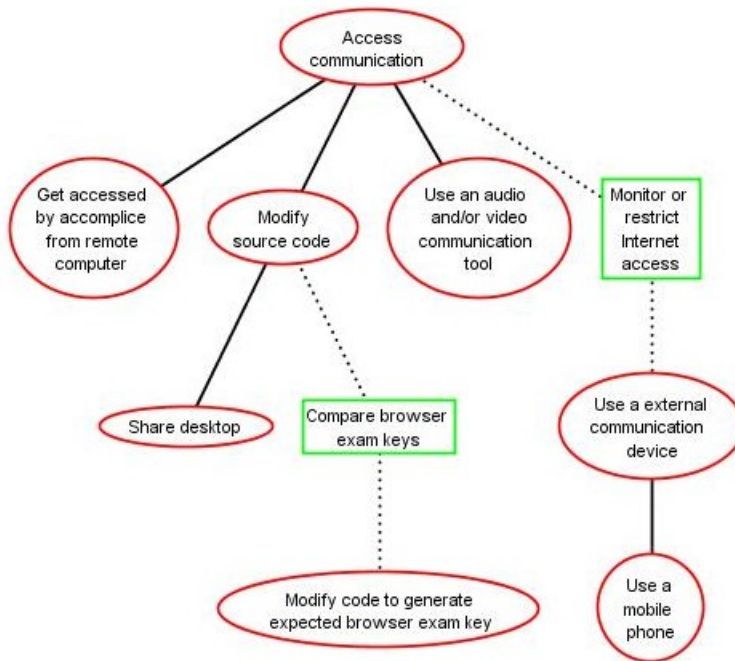 Access
communication
Get accessed
by accomplice
from remote
computer
Modify
source code
Use an audio
and/or video
communication
tool
Monitor or
restrict
Internet
access
Share desktop
Compare browser
exam keys
Use a external
communication
device
Modify code to generate
expected browser exam key
Use a
mobile
phone